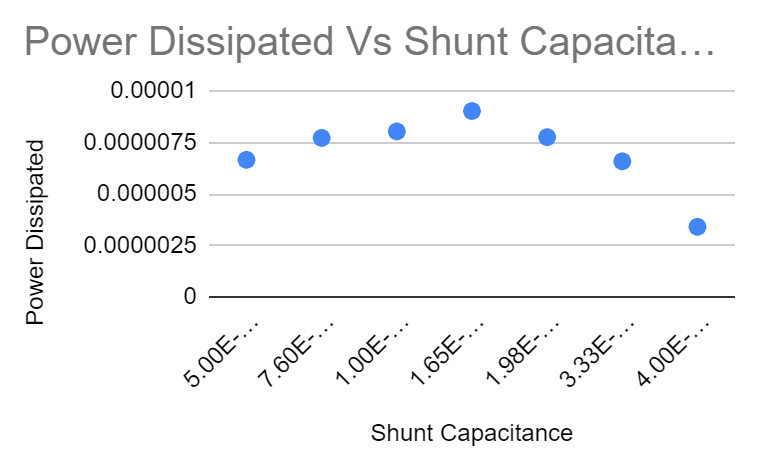 Power Dissipated Vs Shunt Capacita…
0.00001
0.0000075
0.000005
0.0000025
0
Power Dissipated
5.00E-…
7.60E-…
1.00E-…
1.65E-…
1.98E-…
3.33E-…
4.00E-…
Shunt Capacitance